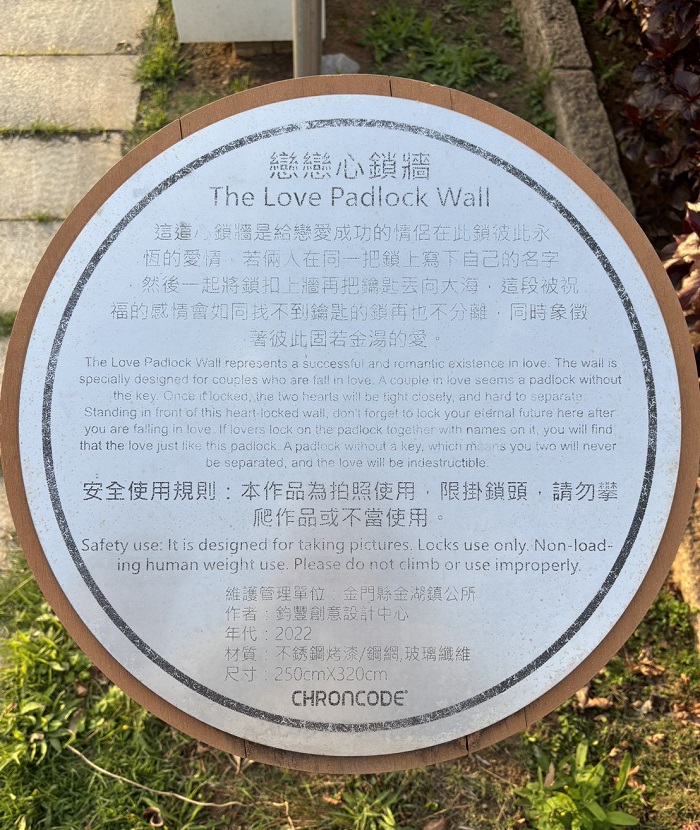 戀戀心鎖牆
The Love Padlock Wall
這道心鎖牆是給戀愛成功的情侶在此鎖彼此永
恆的愛情，若倆人在同一把鎖上寫下自己的名字
，然後一起將鎖扣上牆再把鑰匙丟向大海，這段被祝
福的感情會如同找不到鑰匙的鎖再也不分離，同時象徵
著彼此固若金湯的愛。
The Love Padlock Wall represents a successful and romantic existence in love. The wall is
specially designed for couples who are fall in love. A couple in love seems a padlock without
the key. Once it locked, the two hearts will be tight closely, and hard to separate.
Standing in front of this heart-locked wall, don't forget to lock your eternal future here after
you are falling in love. If lovers lock on the padlock together with names on it, you will find
that the love just like this padlock. A padlock without a key, which means you two will never
be separated, and the love will be indestructible.
安全使用規則：本作品為拍照使用，限掛鎖頭，請勿攀
爬作品或不當使用。
Safety use: It is designed for taking pictures. Locks use only. Non-load-
ing human weight use. Please do not climb or use improperly.
維護管理單位：金門縣金湖鎮公所
作者：鈞豐創意設計中心
年代：2022
材質：不銹鋼烤漆/鋼網,玻璃纖維
尺寸：250cmX320cm
CHRONCODE®